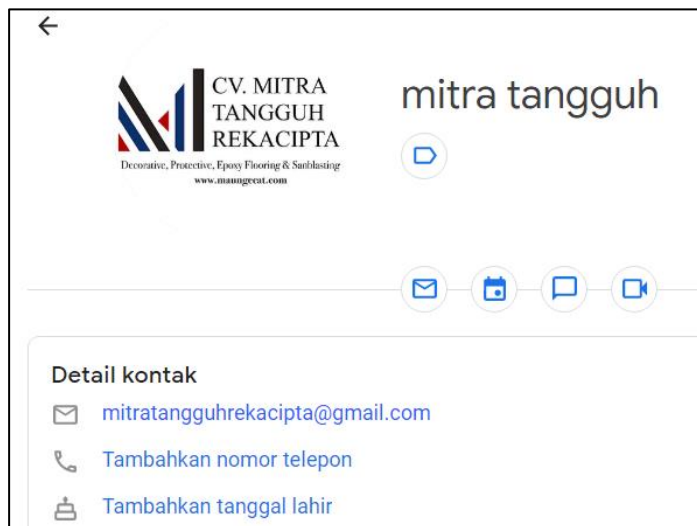 CV. MITRA
TANGGUH
REKACIPTA
Decorative, Protective, Epoxy Flooring & Sanblasting
www.maungecat.com
mitra tangguh
Detail kontak
mitratangguhrekacipta@gmail.com
Tambahkan nomor telepon
Tambahkan tanggal lahir